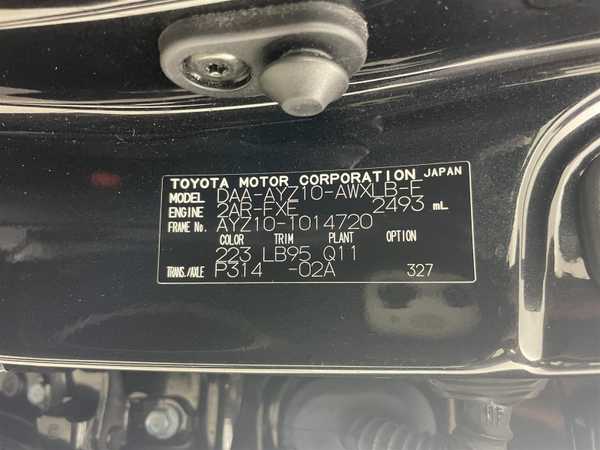 TOYOTA MOTOR CORPORATION JAPAN
MODEL DAA-AYZ10-AWXLB-E
ENGINE 2AR-FXE 2493 mL
FRAME No. AYZ10-1014720
COLOR TRIM PLANT OPTION
223 LB95 Q11
TRANS./AXLE P314 -02A 327